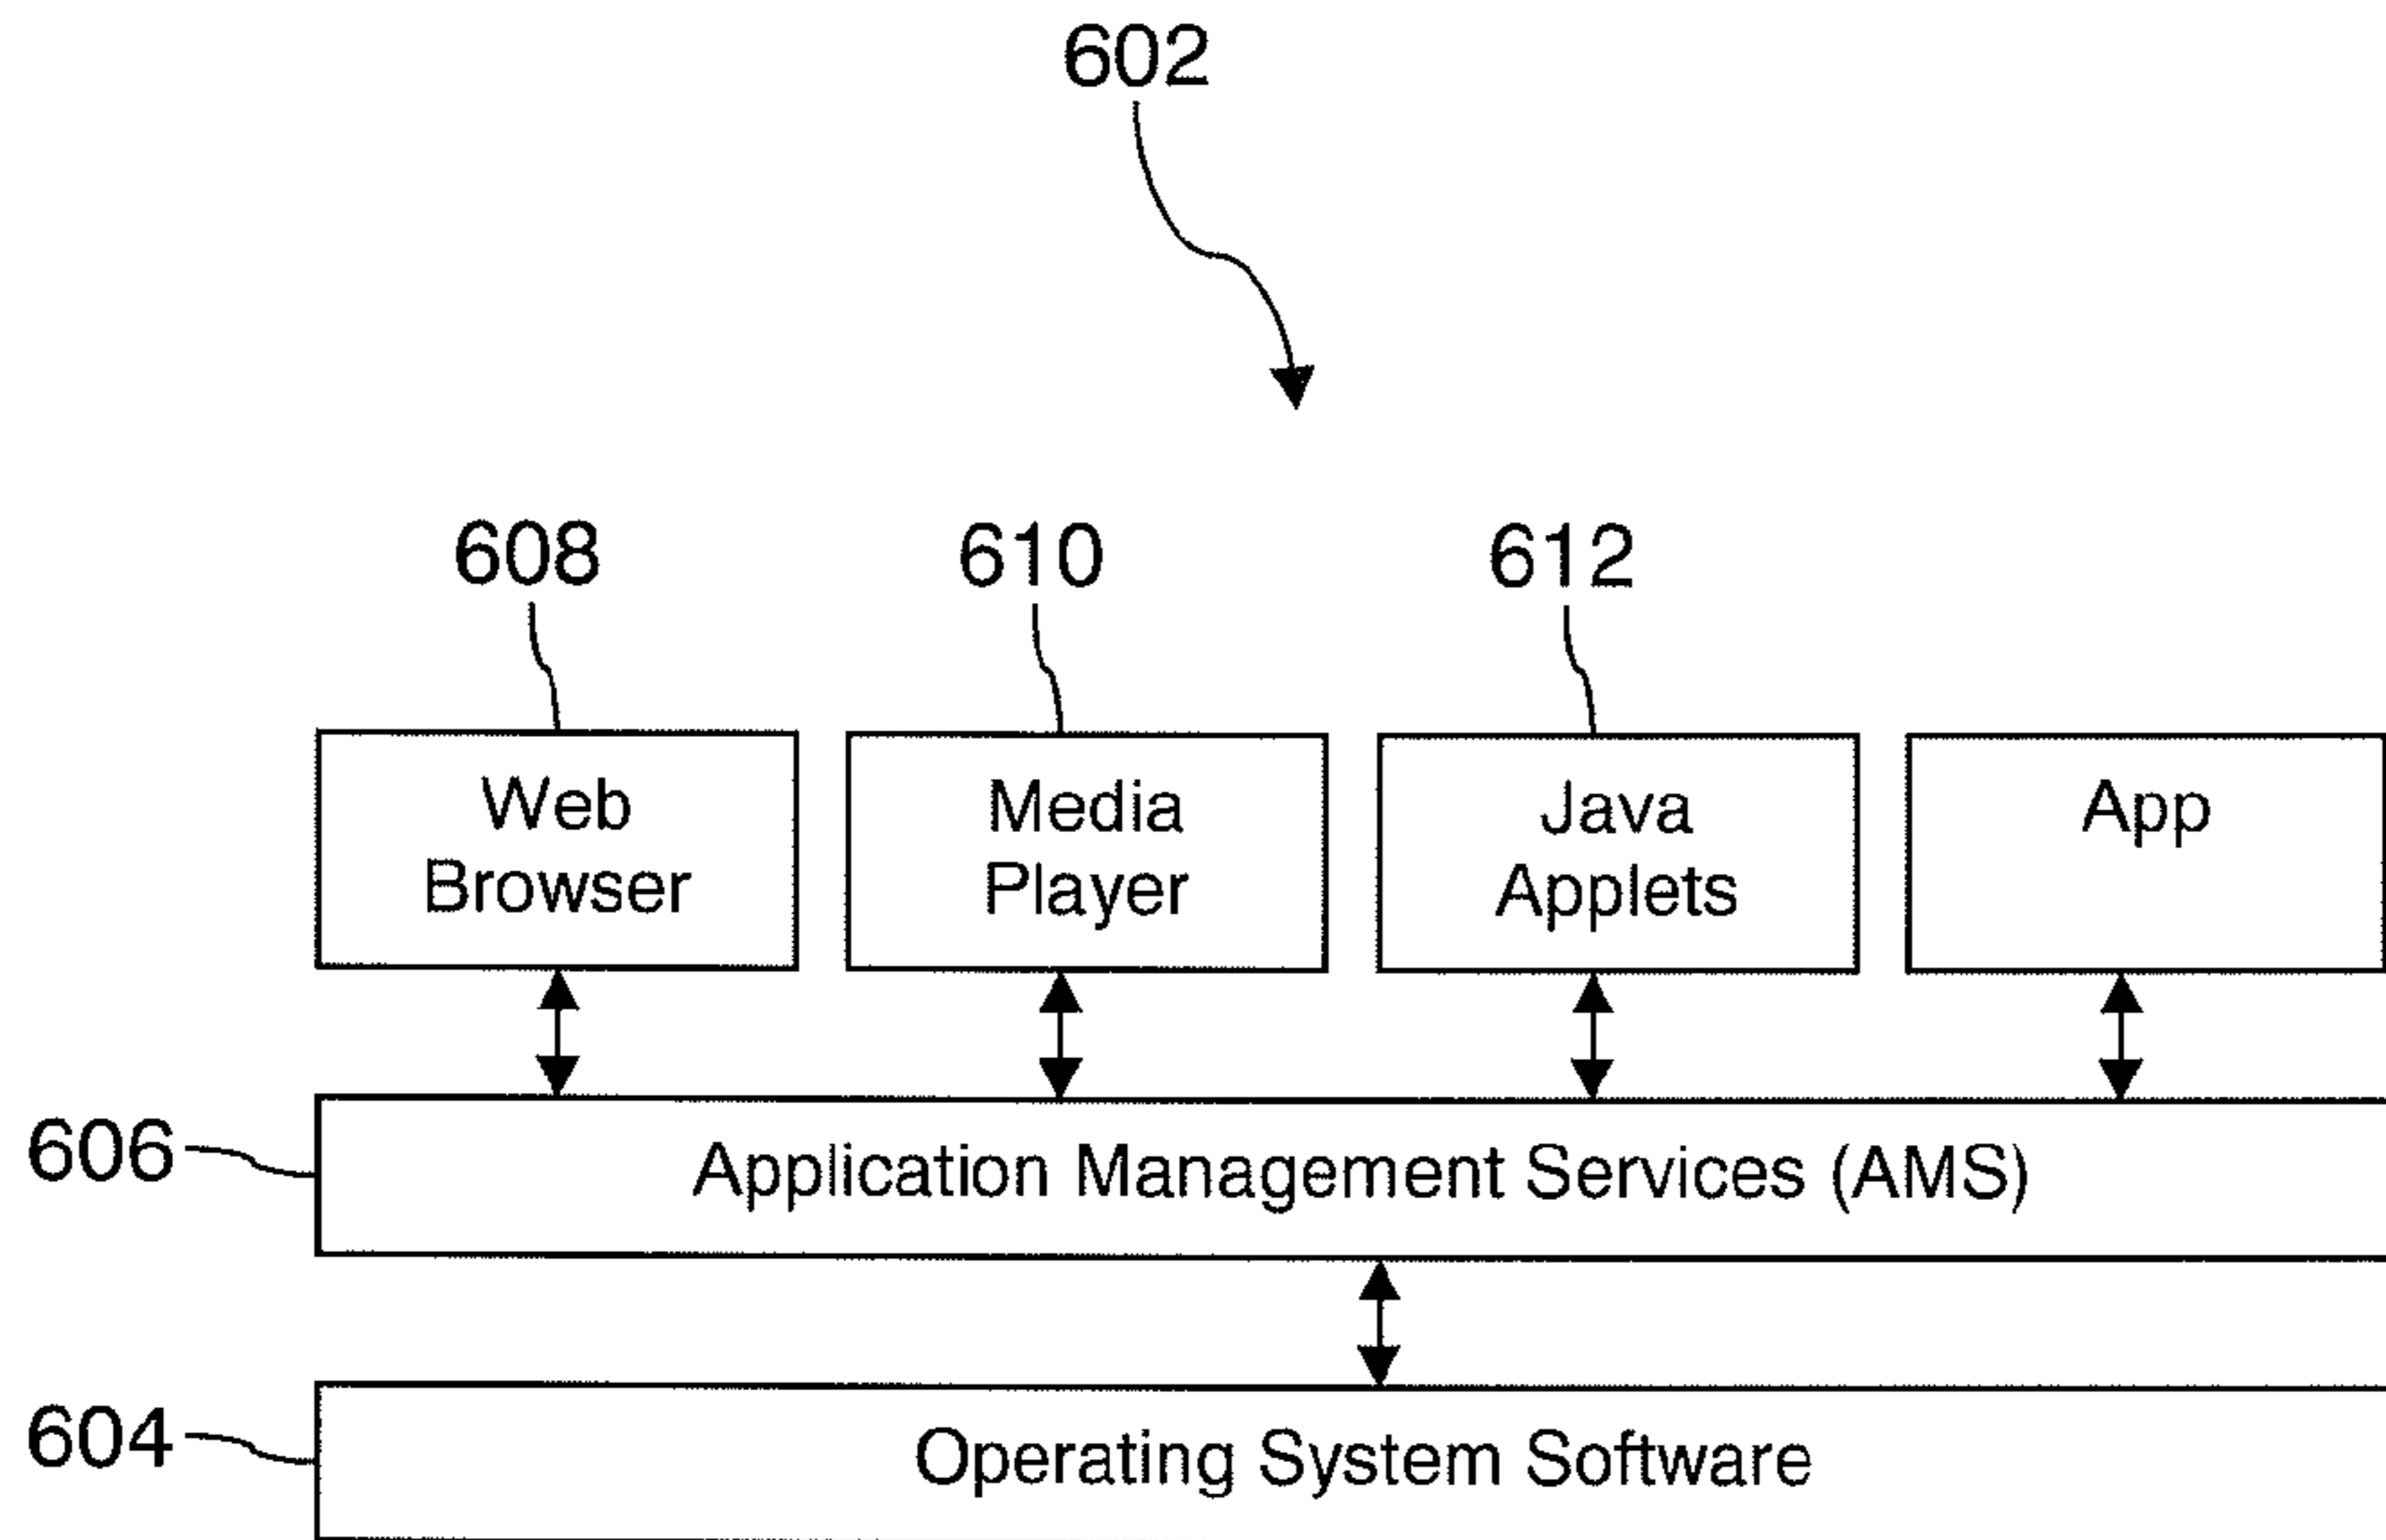 602
608
610
612
Web
Browser
Media
Player
Java
Applets
App
606
Application Management Services (AMS)
604
Operating System Software